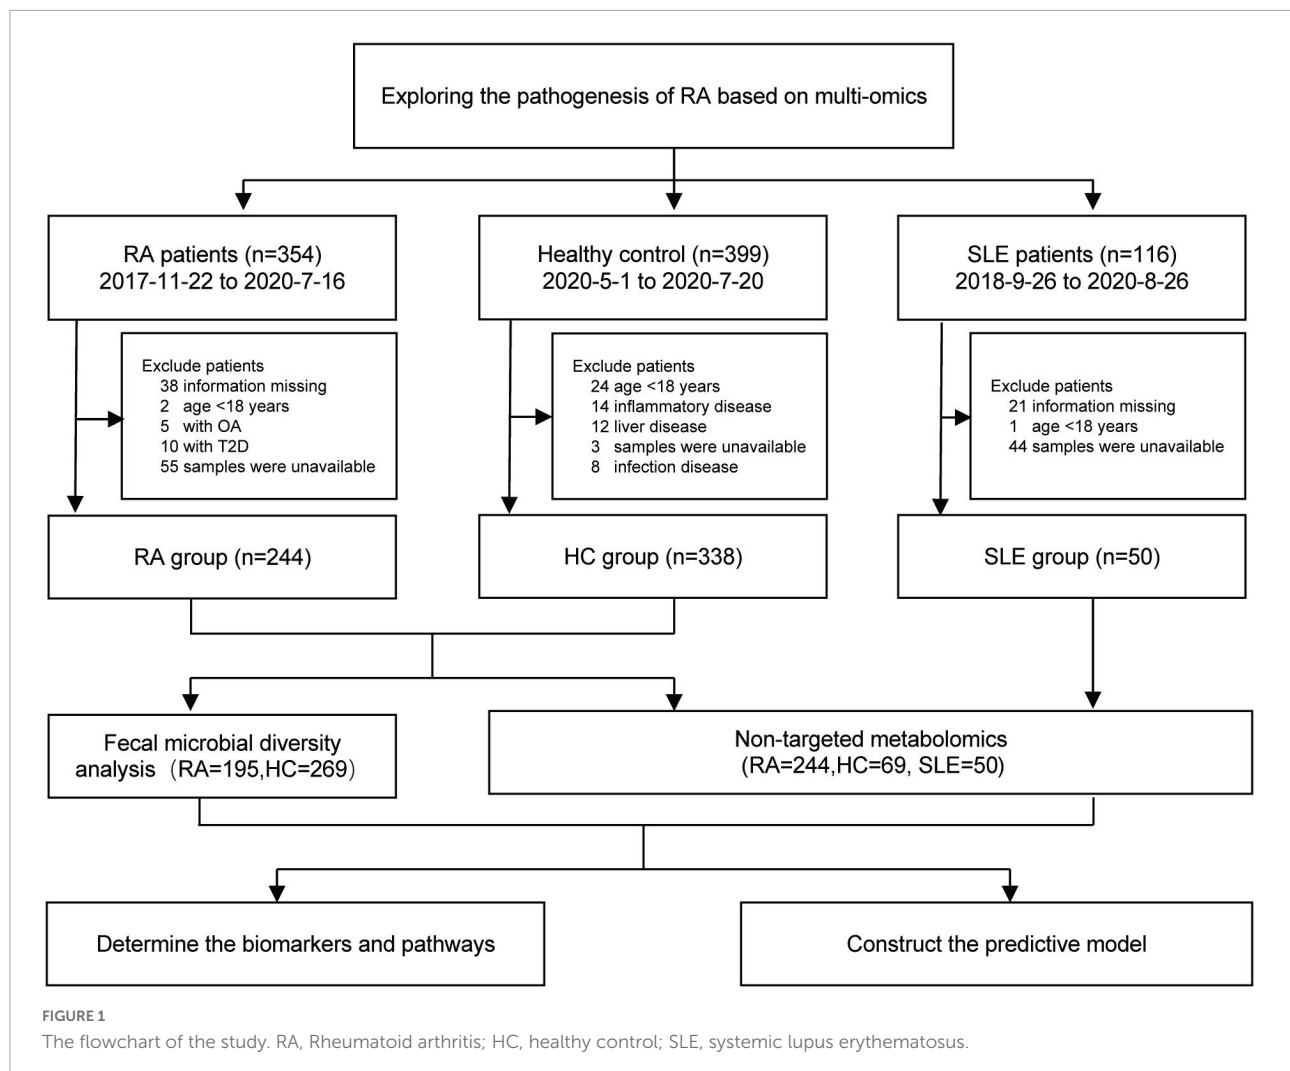 Exploring the pathogenesis of RA based on multi-omics
RA patients (n=354)
2017-11-22 to 2020-7-16
Healthy control (n=399)
2020-5-1 to 2020-7-20
SLE patients (n=116)
2018-9-26 to 2020-8-26
Exclude patients
38 information missing
2 age <18 years
5 with OA
10 with T2D
55 samples were unavailable
Exclude patients
24 age <18 years
14 inflammatory disease
12 liver disease
3 samples were unavailable
8 infection disease
Exclude patients
21 information missing
1 age <18 years
44 samples were unavailable
RA group (n=244)
HC group (n=338)
SLE group (n=50)
Fecal microbial diversity
analysis（RA=195,HC=269）
Non-targeted metabolomics
(RA=244,HC=69, SLE=50)
Determine the biomarkers and pathways
Construct the predictive model
FIGURE 1
The flowchart of the study. RA, Rheumatoid arthritis; HC, healthy control; SLE, systemic lupus erythematosus.